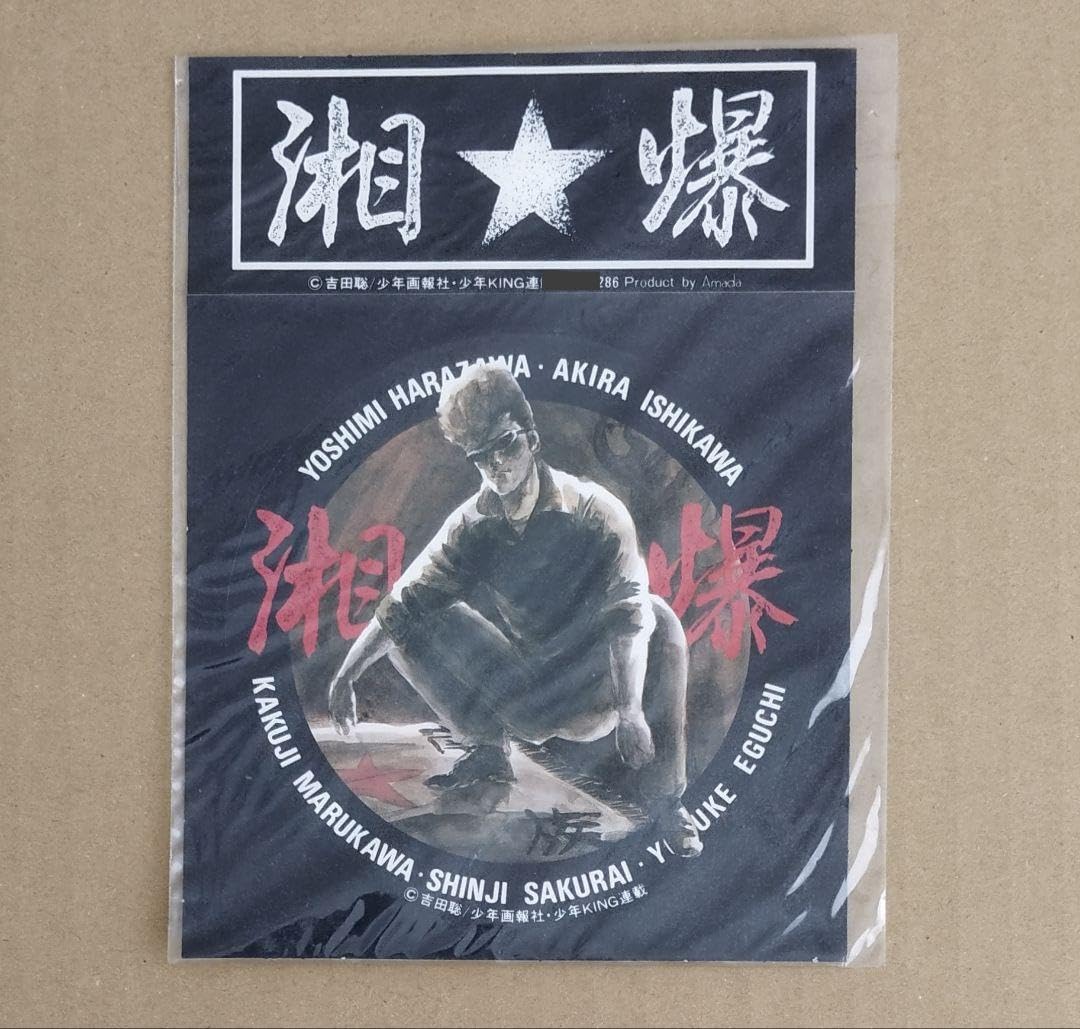 湘★爆
©吉田聡/少年画報社・少年KING連 286 Product by Amada
YOSHIMI HARAZAWA・AKIRA ISHIKAWA
湘 爆
族
KAKUJI MARUKAWA・SHINJI SAKURAI・Y UKE EGUCHI
©吉田聡/少年画報社・少年KING連載